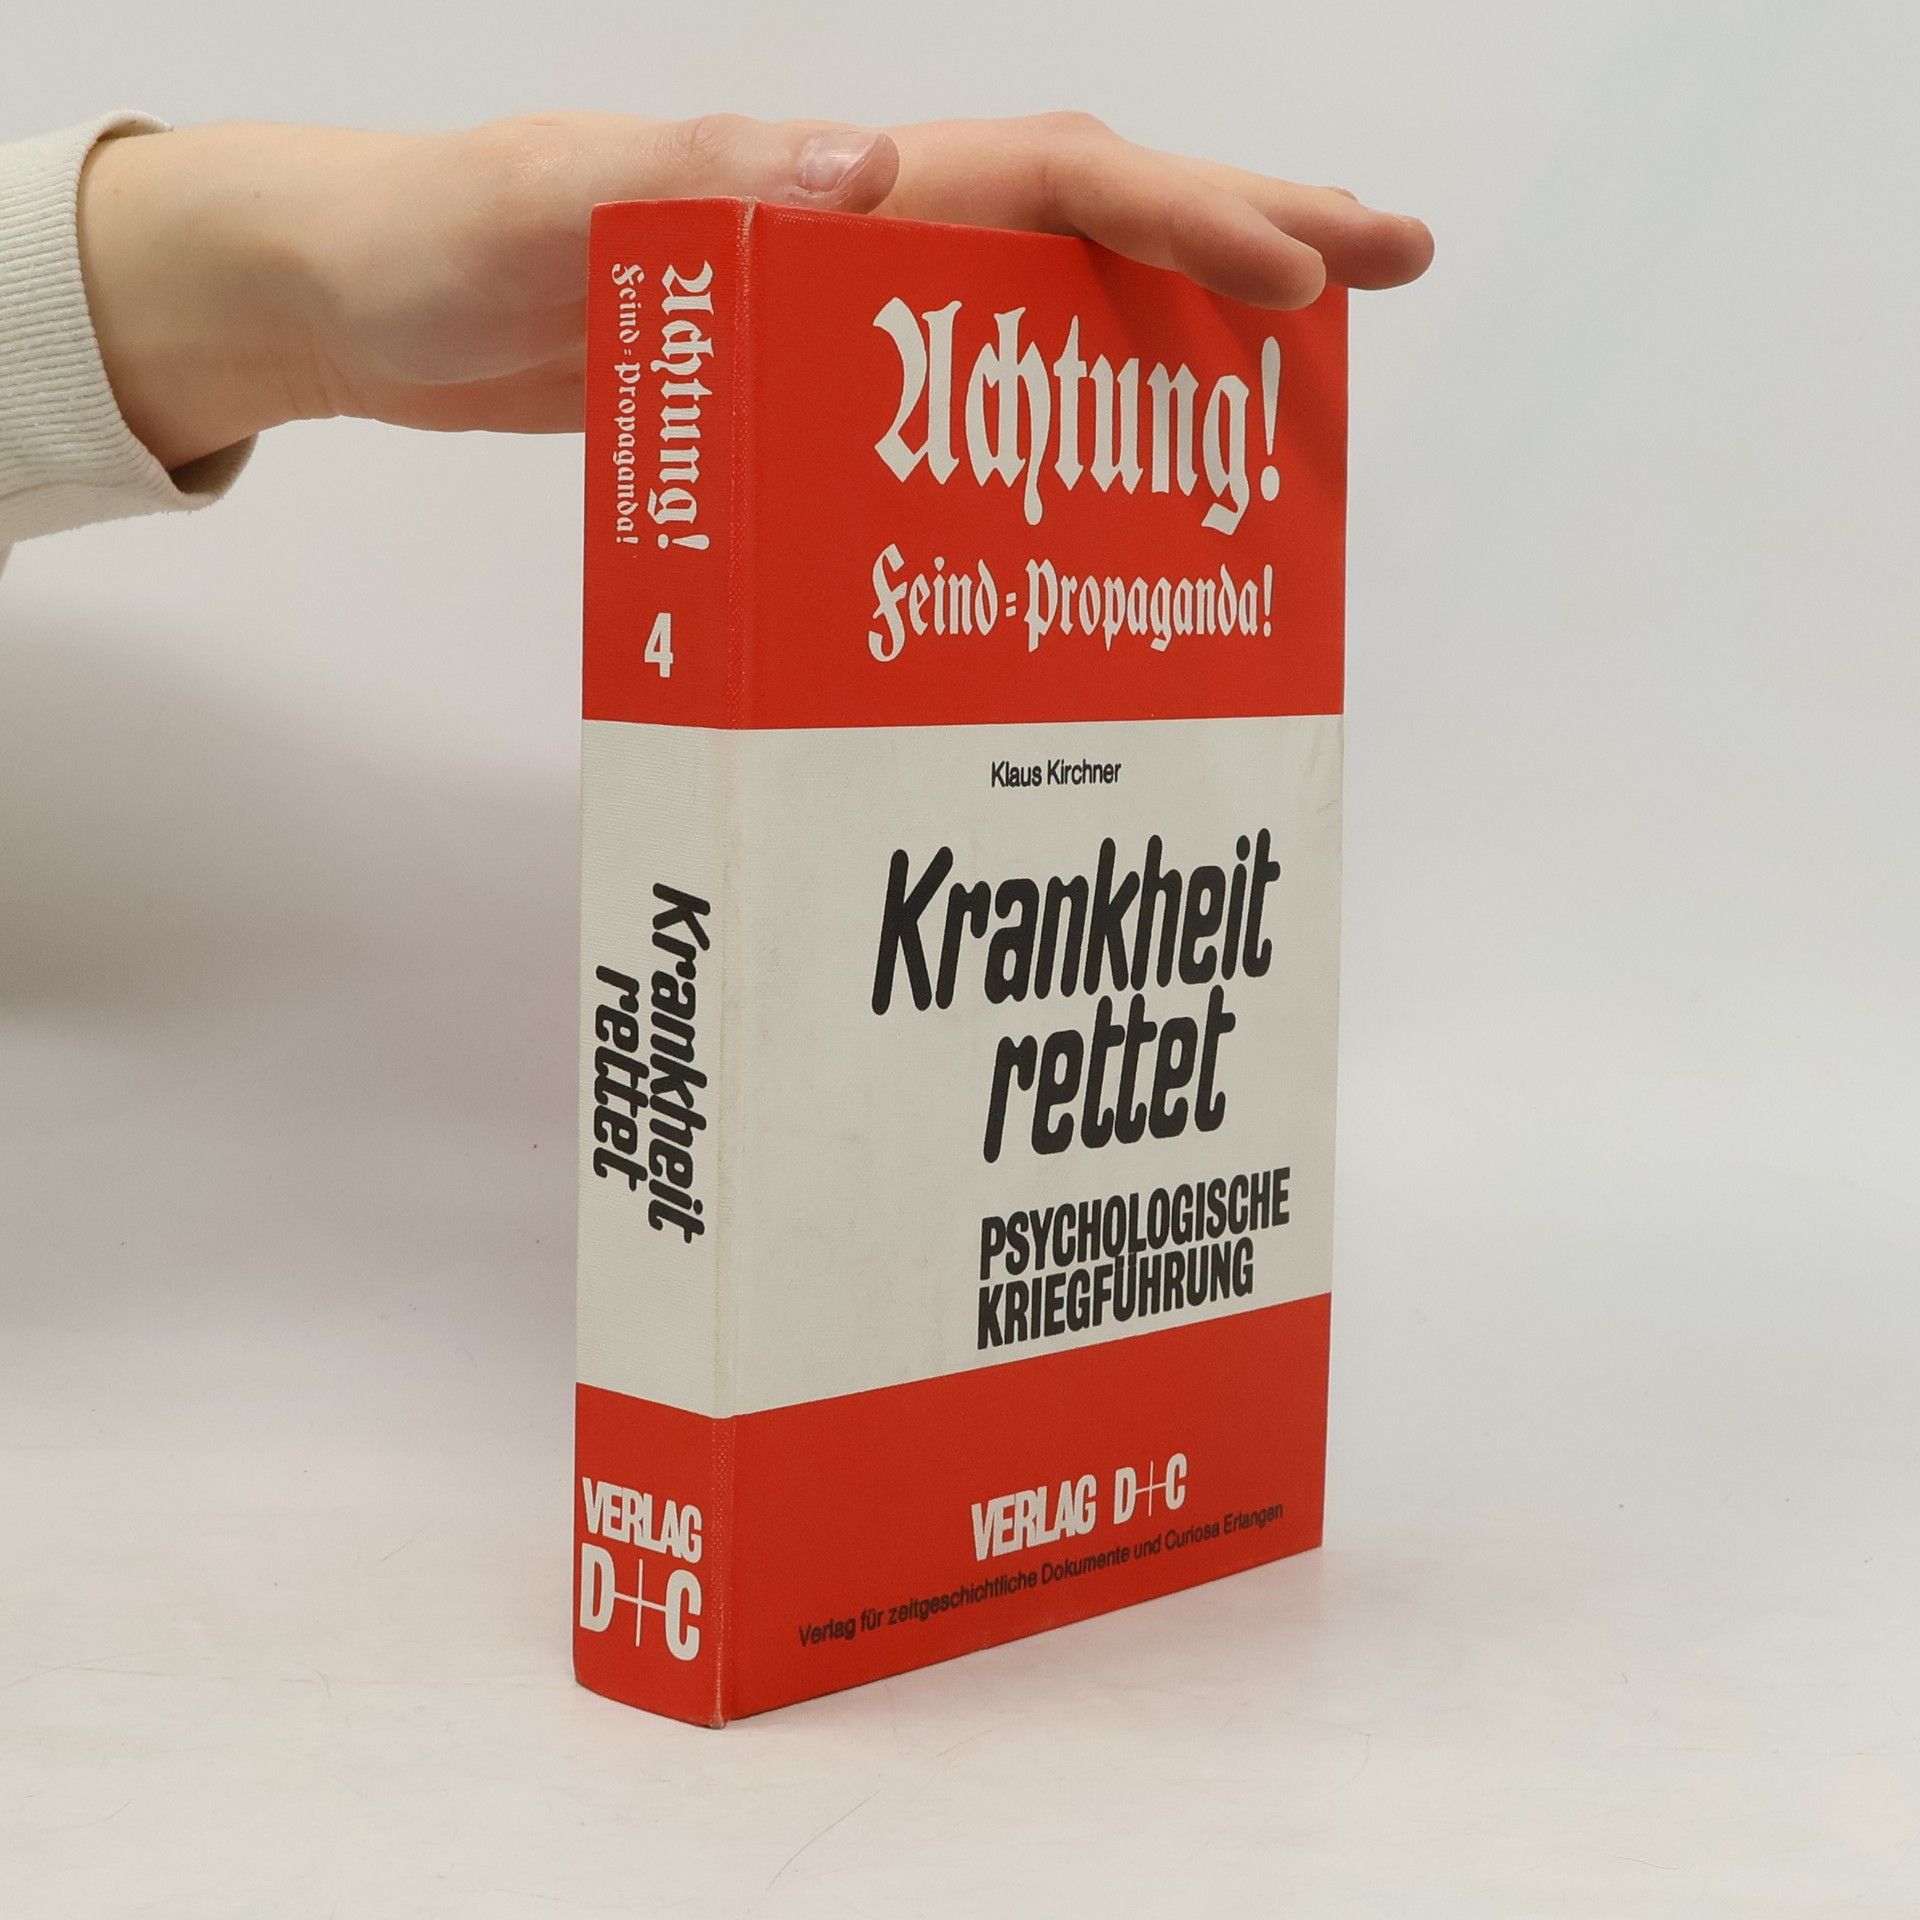 Achtung!
Feind=Propaganda!
4
Krankheit
rettet
VERLAG
D+C
Achtung!
Feind=Propaganda!
Klaus Kirchner
Krankheit
rettet
PSYCHOLOGISCHE
KRIEGFÜHRUNG
VERLAG D+C
Verlag für zeitgeschichtliche Dokumente und Curiosa Erlangen